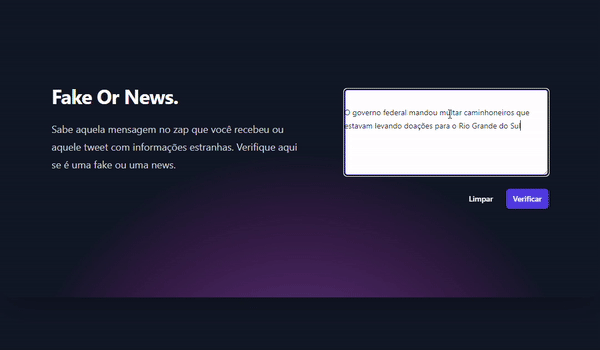 Fake Or News.
Sabe aquela mensagem no zap que você recebeu ou
aquele tweet com informações estranhas. Verifique aqui
se é uma fake ou uma news.
O governo federal mandou multar caminhoneiros que
estavam levando doações para o Rio Grande do Sul
Limpar
Verificar